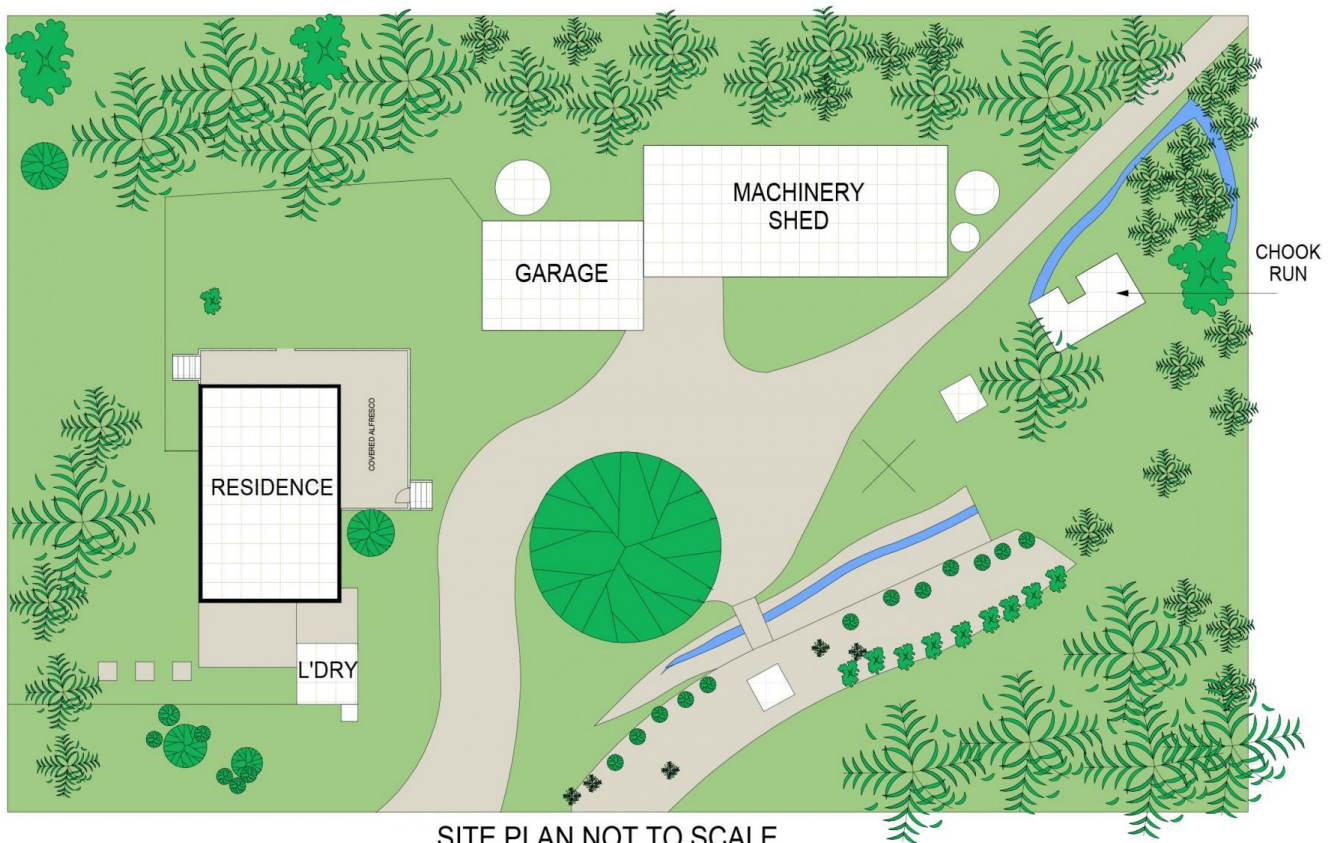 MACHINERY
SHED
CHOOK
RUN
GARAGE
COVERED ALFRESCO
RESIDENCE
L'DRY
SITE PLAN NOT TO SCALE